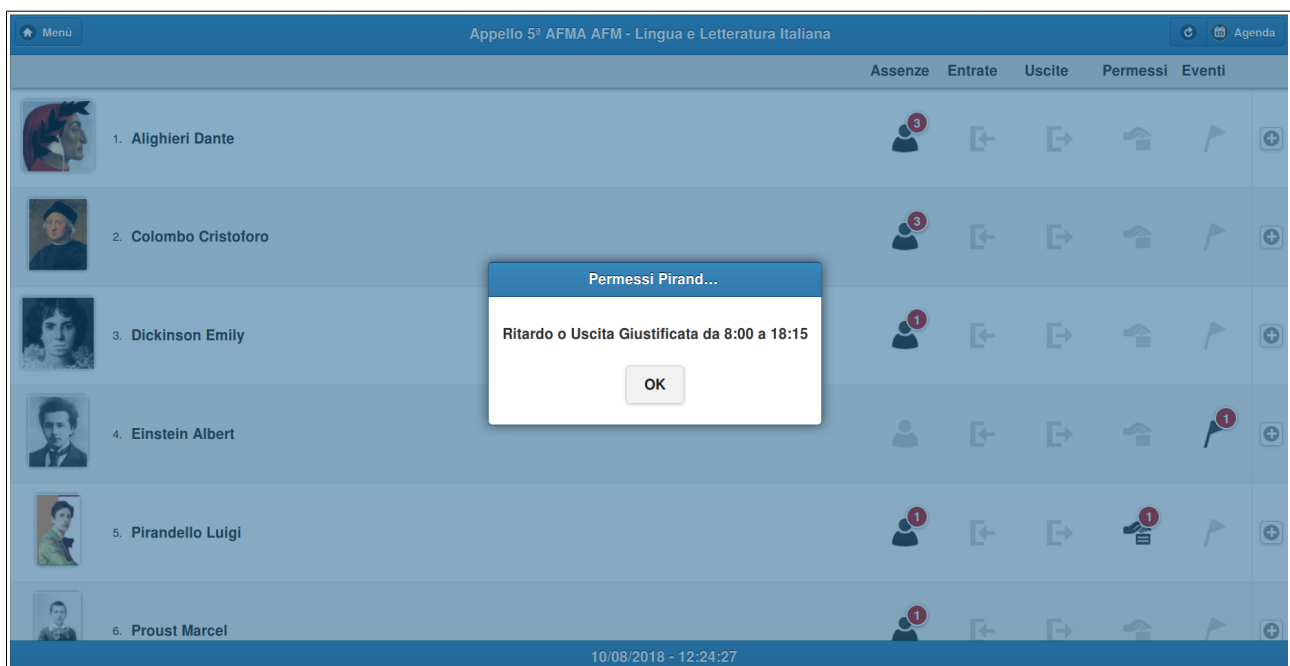 Menù
Appello 5ª AFMA AFM - Lingua e Letteratura Italiana
Agenda
Assenze Entrate Uscite Permessi Eventi
1. Alighieri Dante 3
2. Colombo Cristoforo 3
Permessi Pirand...
Ritardo o Uscita Giustificata da 8:00 a 18:15
OK
3. Dickinson Emily 1
4. Einstein Albert 1
5. Pirandello Luigi 1 1
6. Proust Marcel 1
10/08/2018 - 12:24:27